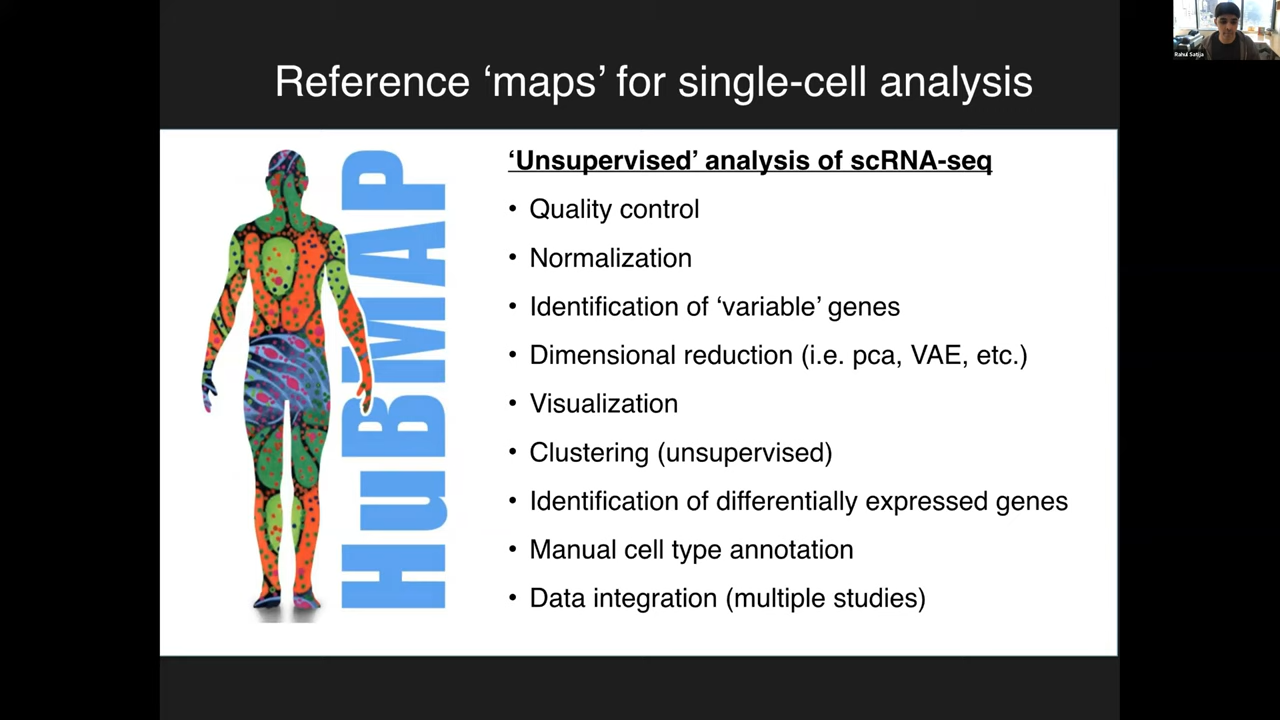 Rahul Satija
Reference ‘maps’ for single-cell analysis
HuBMAP
‘Unsupervised’ analysis of scRNA-seq
• Quality control
• Normalization
• Identification of ‘variable’ genes
• Dimensional reduction (i.e. pca, VAE, etc.)
• Visualization
• Clustering (unsupervised)
• Identification of differentially expressed genes
• Manual cell type annotation
• Data integration (multiple studies)